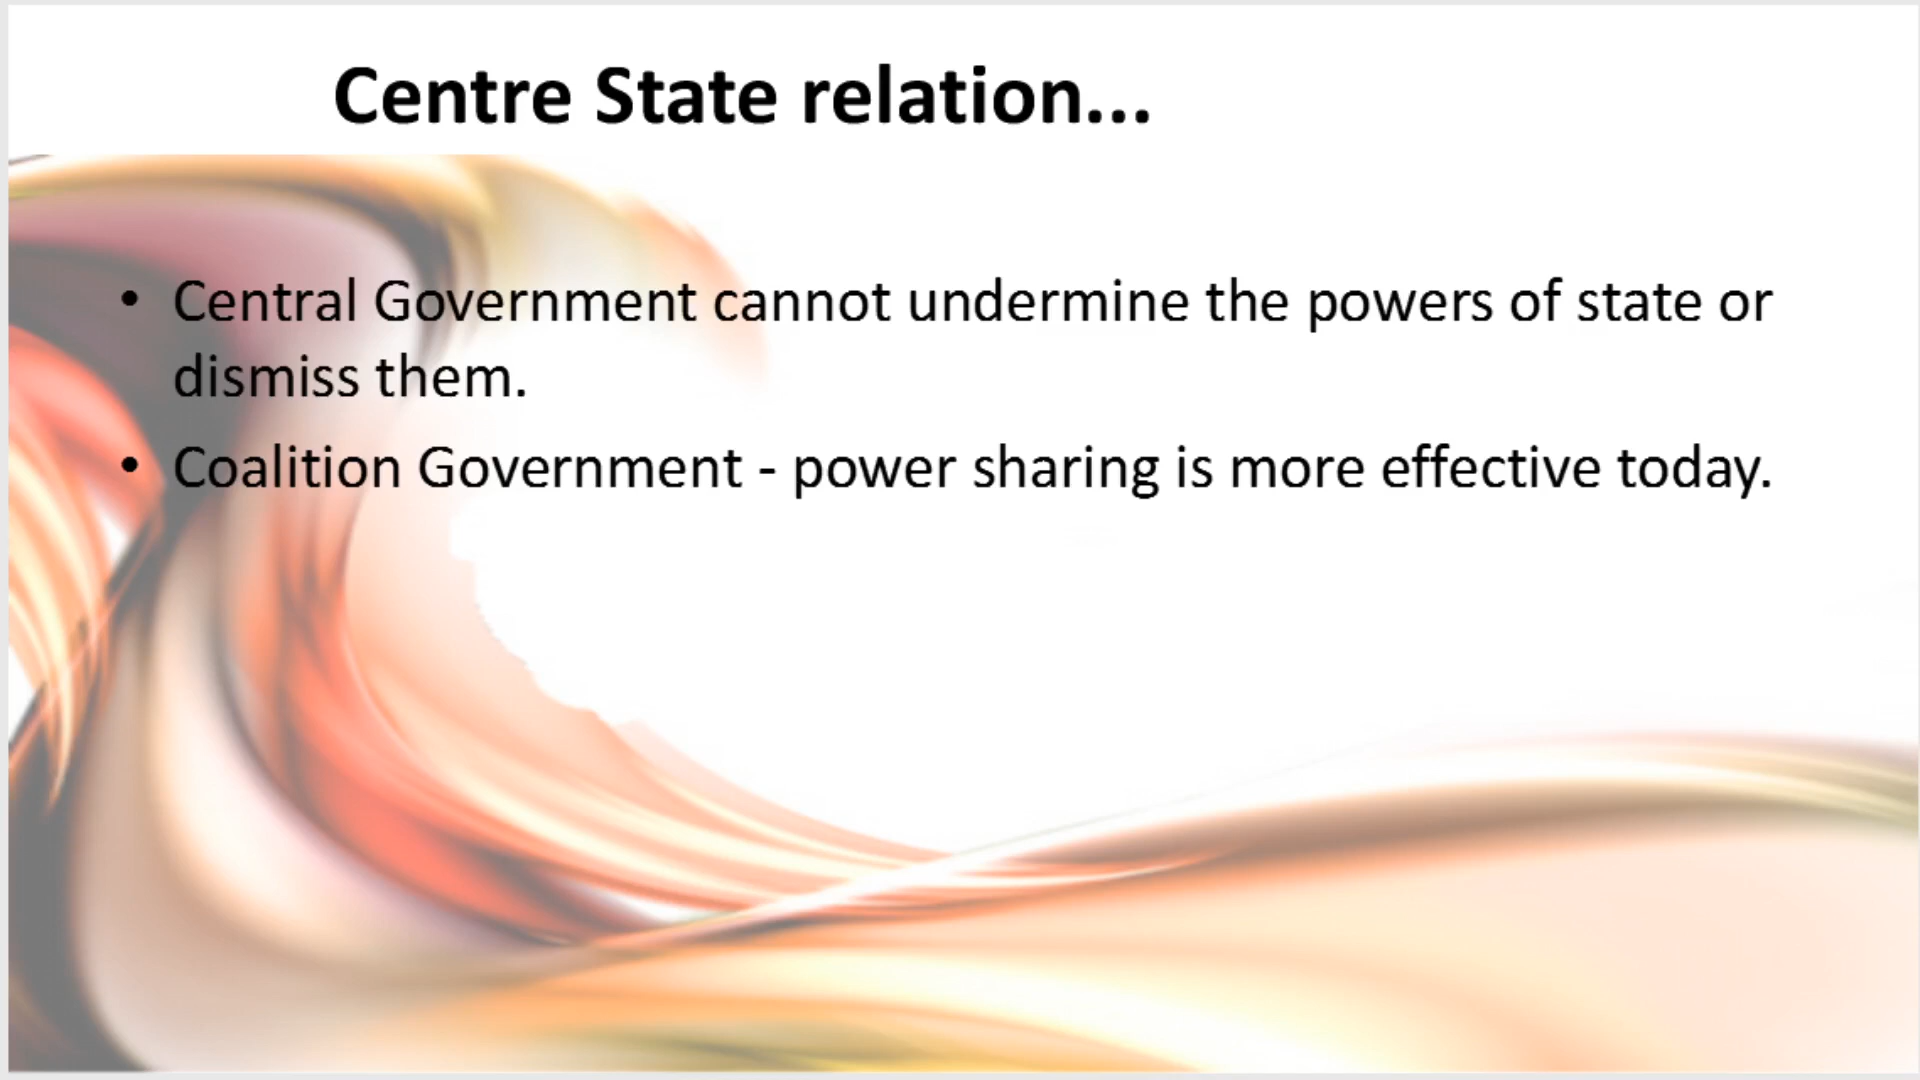 Centre State relation...
• Central Government cannot undermine the powers of state or
dismiss them.
• Coalition Government - power sharing is more effective today.